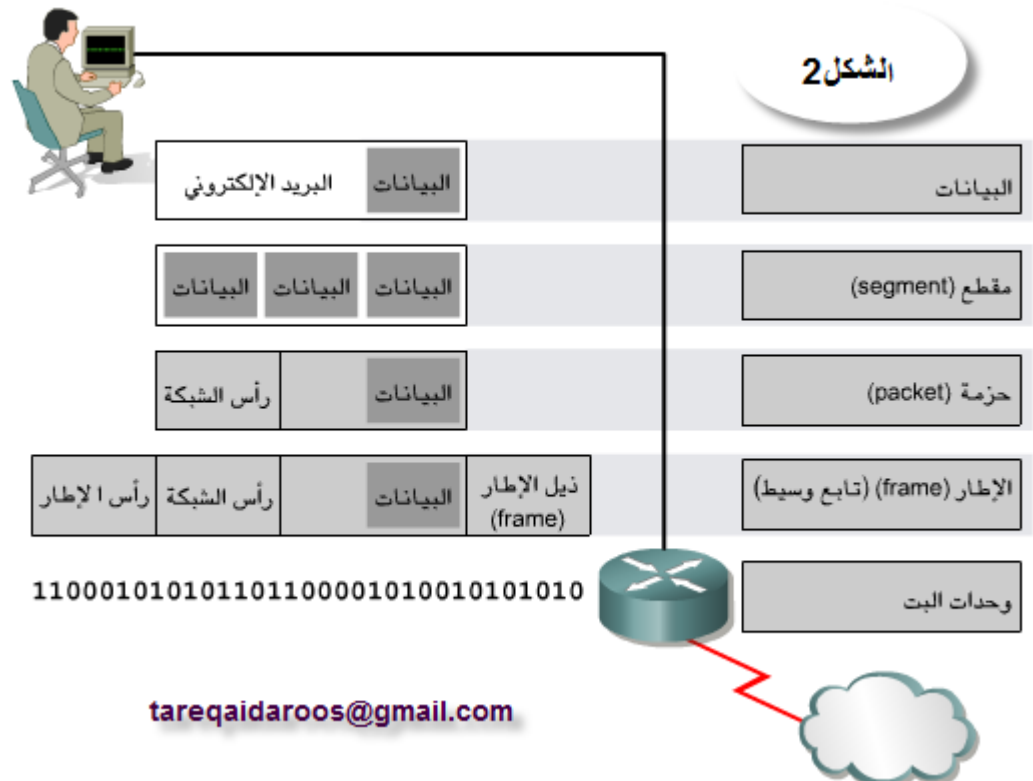 الشكل2
البيانات
البيانات البريد الإلكتروني
مقطع (segment)
البيانات البيانات البيانات
حزمة (packet)
البيانات رأس الشبكة
الإطار (frame) (تابع وسيط)
ذيل الإطار (frame) البيانات رأس الشبكة رأس الإطار
وحدات البت
110001010101101100001010010101010
tareqaidaroos@gmail.com